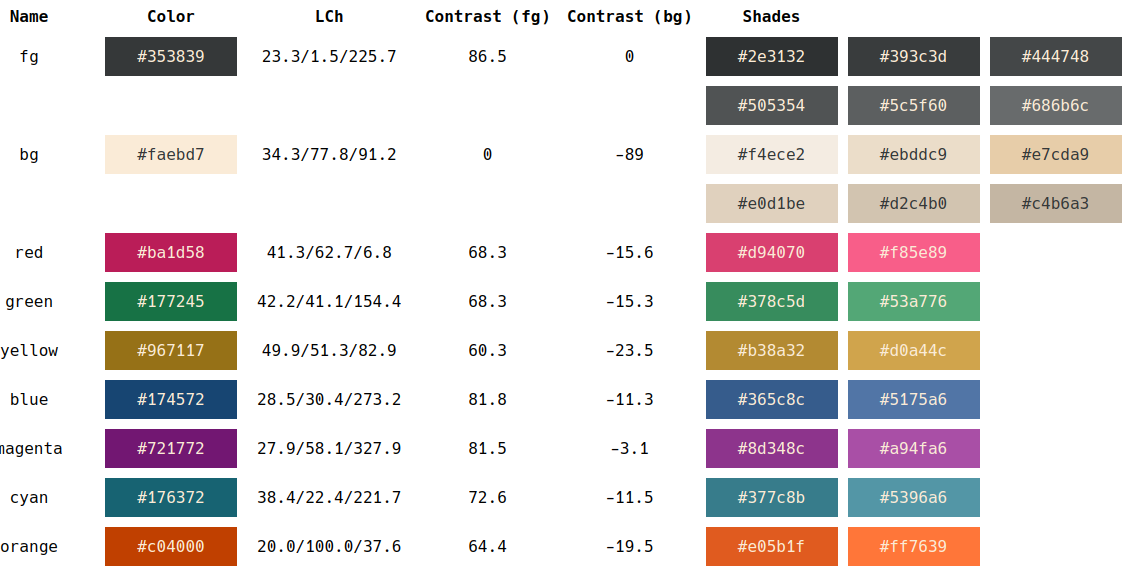 Name Color LCh Contrast (fg) Contrast (bg) Shades
fg #353839 23.3/1.5/225.7 86.5 0 #2e3132 #393c3d #444748
#505354 #5c5f60 #686b6c
bg #faebd7 34.3/77.8/91.2 0 -89 #f4ece2 #ebddc9 #e7cda9
#e0d1be #d2c4b0 #c4b6a3
red #ba1d58 41.3/62.7/6.8 68.3 -15.6 #d94070 #f85e89
green #177245 42.2/41.1/154.4 68.3 -15.3 #378c5d #53a776
yellow #967117 49.9/51.3/82.9 60.3 -23.5 #b38a32 #d0a44c
blue #174572 28.5/30.4/273.2 81.8 -11.3 #365c8c #5175a6
magenta #721772 27.9/58.1/327.9 81.5 -3.1 #8d348c #a94fa6
cyan #176372 38.4/22.4/221.7 72.6 -11.5 #377c8b #5396a6
orange #c04000 20.0/100.0/37.6 64.4 -19.5 #e05b1f #ff7639